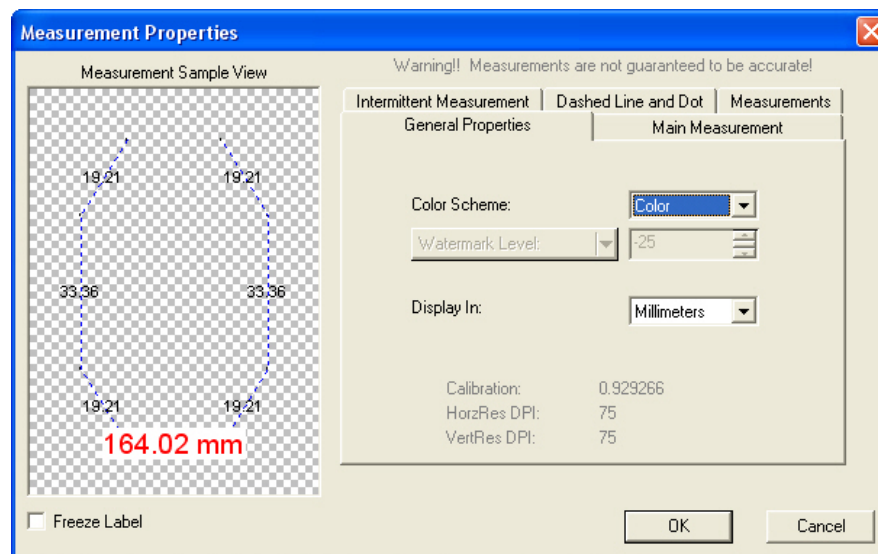 Measurement Properties
Measurement Sample View
Warning!! Measurements are not guaranteed to be accurate!
Intermittent Measurement
Dashed Line and Dot
Measurements
General Properties
Main Measurement
19.21
19.21
33.36
33.36
19.21
19.21
164.02 mm
Color Scheme:
Color
Watermark Level:
-25
Display In:
Millimeters
Calibration:
0.929266
HorzRes DPI:
75
VertRes DPI:
75
Freeze Label
OK
Cancel